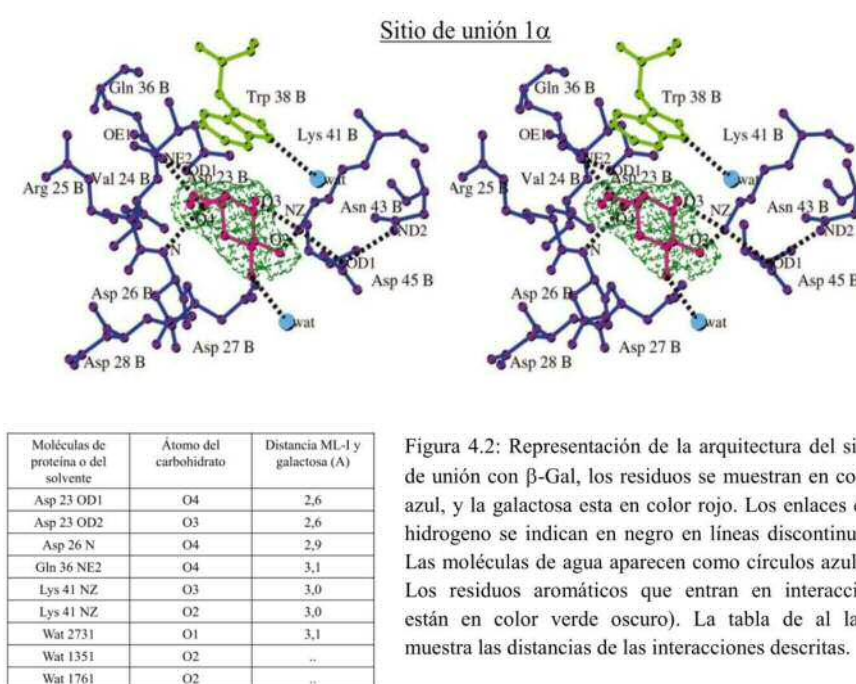 Sitio de unión 1α
Gln 36 B
Trp 38 B
OE1
NE2
OD1
Lys 41 B
Arg 25 B
Val 24 B
Asp 23 B
wat
O3
O4
NZ
Asn 43 B
O2
ND2
N
OD1
Asp 45 B
Asp 26 B
wat
Asp 28 B
Asp 27 B
Gln 36 B
Trp 38 B
OE1
NE2
OD1
Lys 41 B
Arg 25 B
Val 24 B
Asp 23 B
wat
O3
O4
NZ
Asn 43 B
O2
ND2
N
OD1
Asp 45 B
Asp 26 B
wat
Asp 28 B
Asp 27 B
Moléculas de proteína o del solvente | Átomo del carbohidrato | Distancia ML-I y galactosa (A)
Asp 23 OD1 | O4 | 2,6
Asp 23 OD2 | O3 | 2,6
Asp 26 N | O4 | 2,9
Gln 36 NE2 | O4 | 3,1
Lys 41 NZ | O3 | 3,0
Lys 41 NZ | O2 | 3,0
Wat 2731 | O1 | 3,1
Wat 1351 | O2 | ..
Wat 1761 | O2 | ..
Figura 4.2: Representación de la arquitectura del si
de unión con β-Gal, los residuos se muestran en co
azul, y la galactosa esta en color rojo. Los enlaces
hidrogeno se indican en negro en líneas discontinu
Las moléculas de agua aparecen como círculos azul
Los residuos aromáticos que entran en interacci
están en color verde oscuro). La tabla de al la
muestra las distancias de las interacciones descritas.